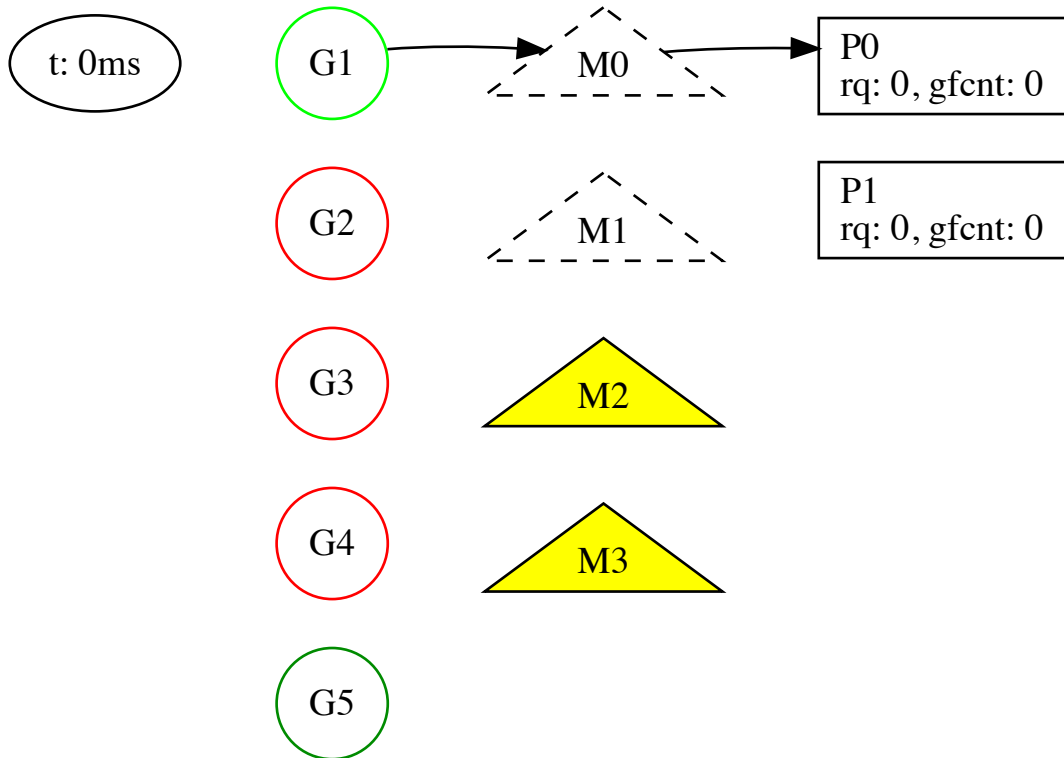 t: 0ms
G1
M0
P0
rq: 0, gfcnt: 0
G2
M1
P1
rq: 0, gfcnt: 0
G3
M2
G4
M3
G5